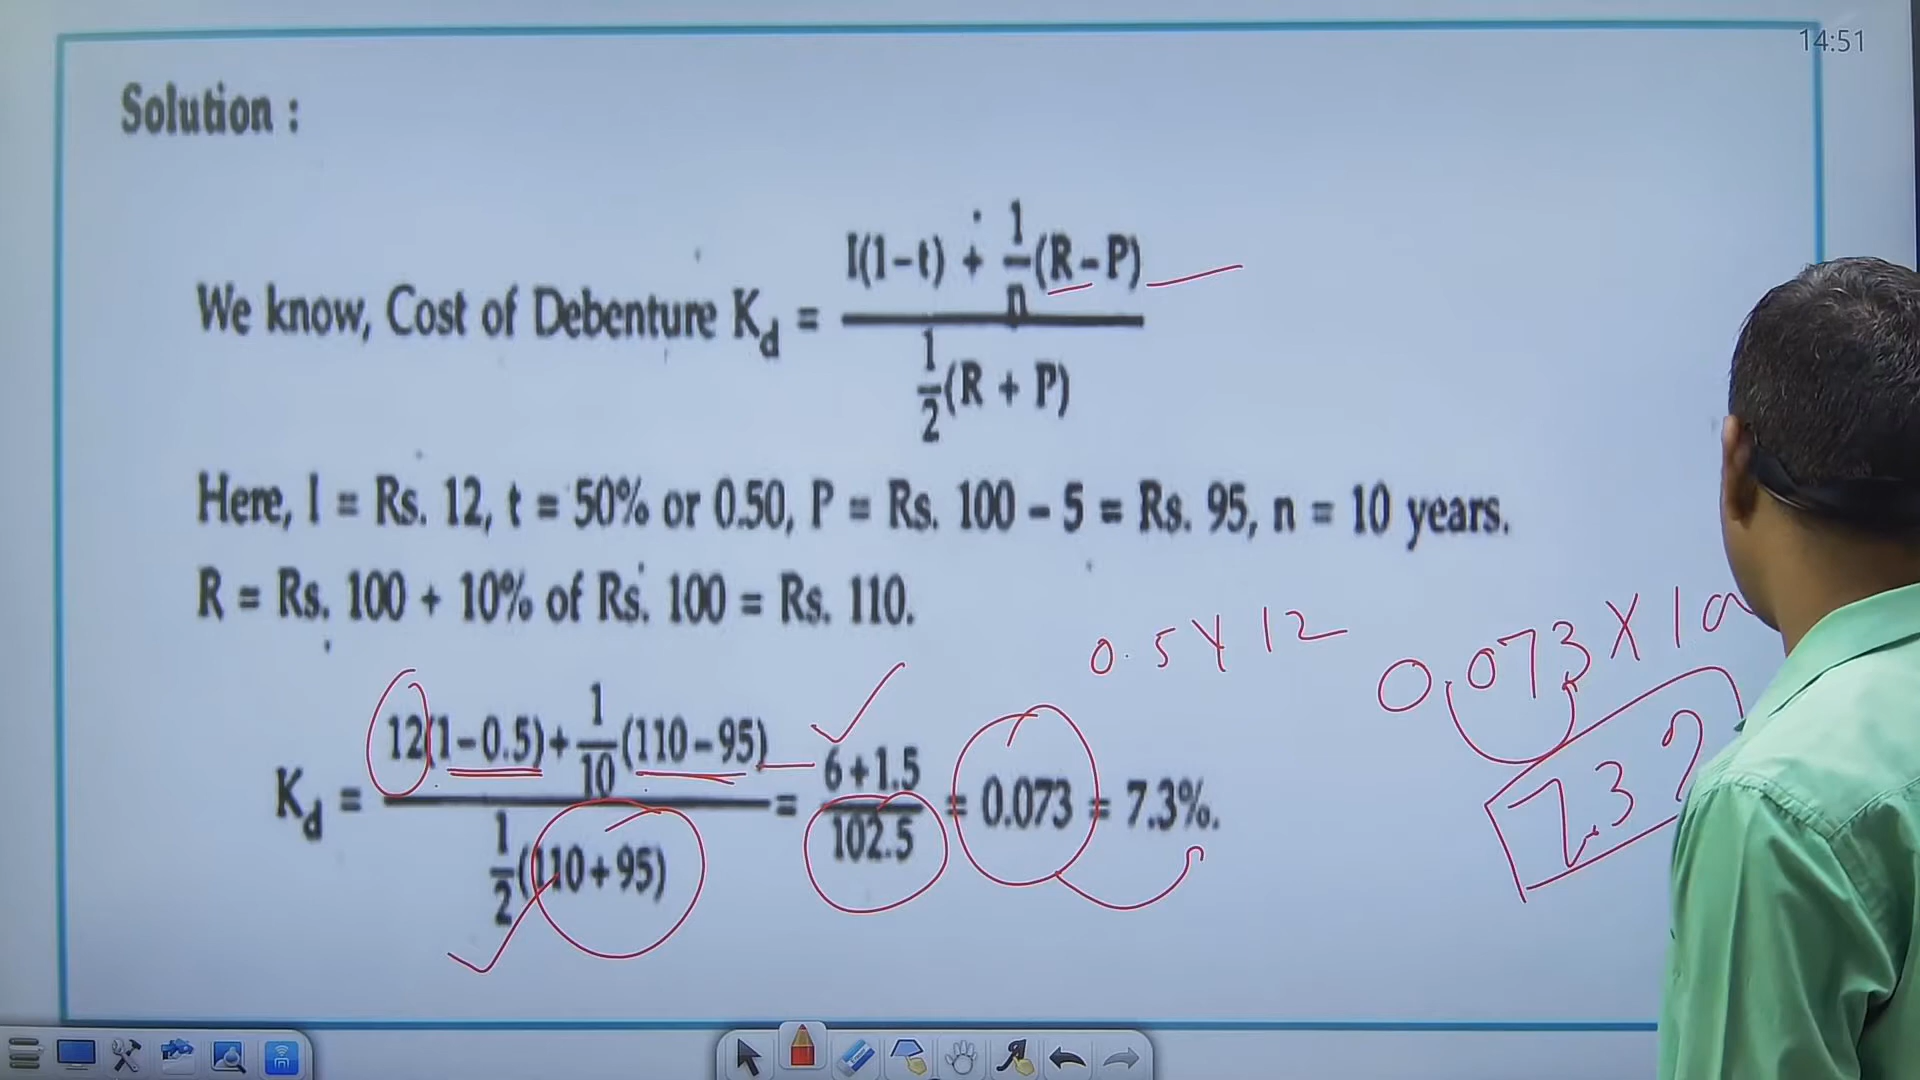 14:51
Solution :
We know, Cost of Debenture K_d = (I(1-t) + 1/n (R-P)) / (1/2 (R + P))
Here, I = Rs. 12, t = 50% or 0.50, P = Rs. 100 - 5 = Rs. 95, n = 10 years.
R = Rs. 100 + 10% of Rs. 100 = Rs. 110.
0.5 X 12
0.073 X 10
K_d = (12(1-0.5) + 1/10 (110-95)) / (1/2 (110+95)) = (6+1.5) / 102.5 = 0.073 = 7.3%.
7.3